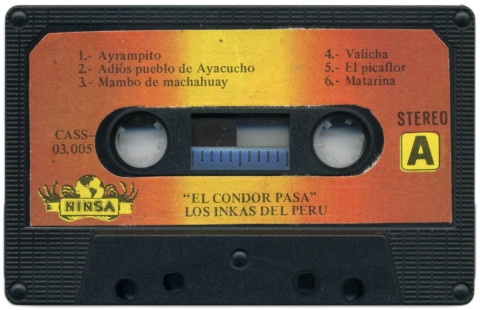 1.- Ayrampito
2.- Adiós pueblo de Ayacucho
3.- Mambo de machahuay
4.- Valicha
5.- El picaflor
6.- Matarina
STEREO
A
CASS-
03.005
NINSA
"EL CONDOR PASA"
LOS INKAS DEL PERU